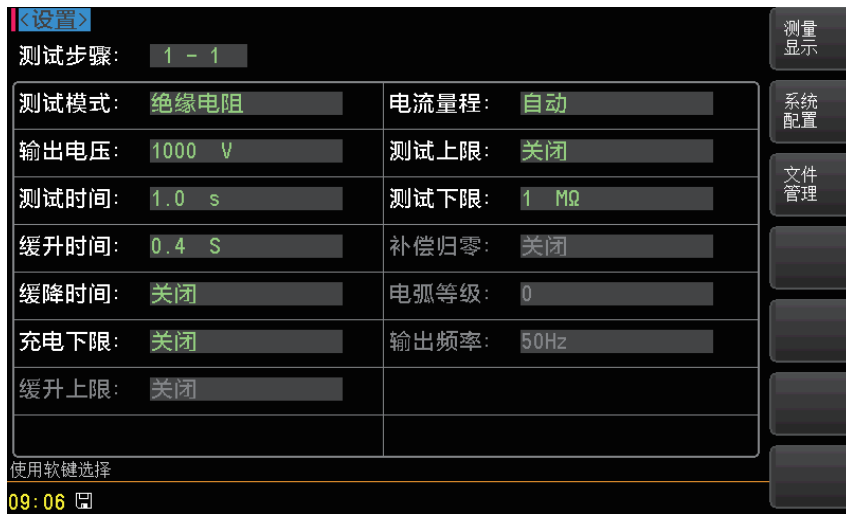 <设置>
测试步骤: 1 - 1
测试模式: 绝缘电阻 电流量程: 自动
输出电压: 1000 V 测试上限: 关闭
测试时间: 1.0 s 测试下限: 1 MΩ
缓升时间: 0.4 S 补偿归零: 关闭
缓降时间: 关闭 电弧等级: 0
充电下限: 关闭 输出频率: 50Hz
缓升上限: 关闭
使用软键选择
09:06
测量
显示
系统
配置
文件
管理